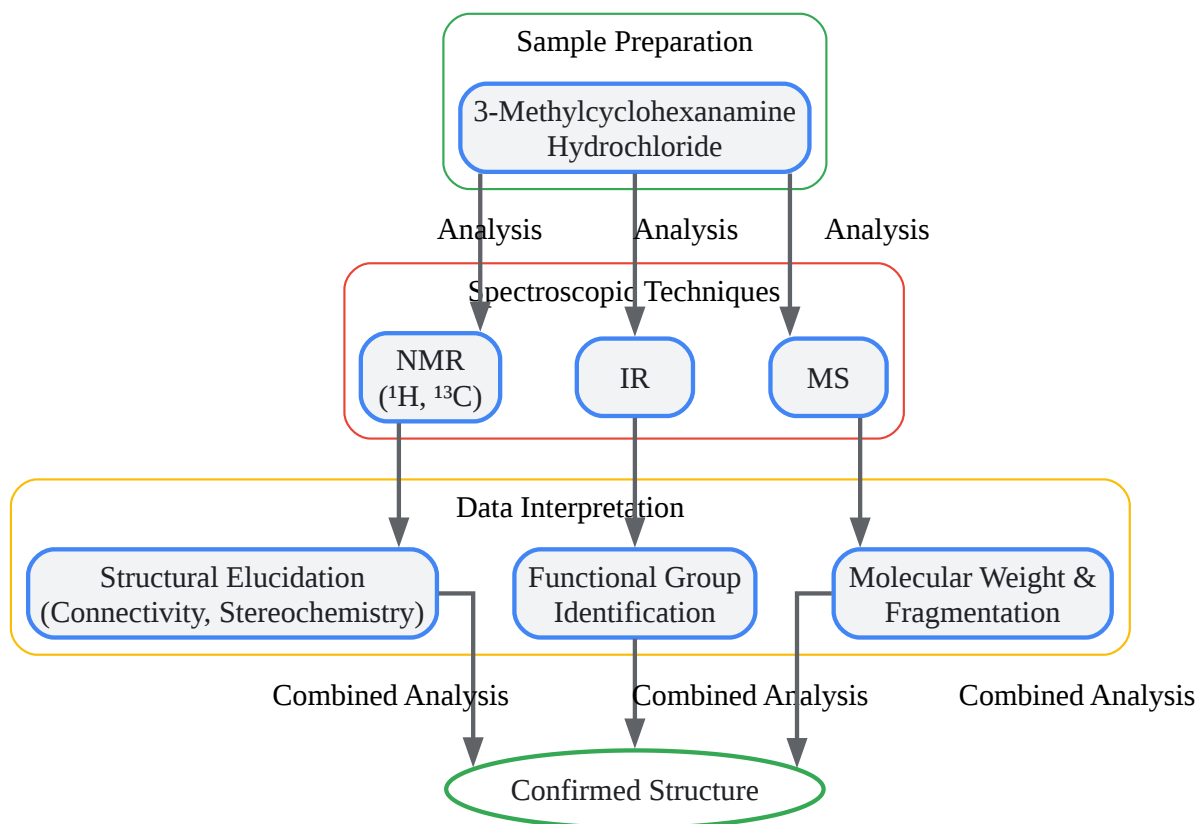 Sample Preparation
3-Methylcyclohexanamine
Hydrochloride
Analysis
Analysis
Analysis
Spectroscopic Techniques
NMR
(¹H, ¹³C)
IR
MS
Data Interpretation
Structural Elucidation
(Connectivity, Stereochemistry)
Functional Group
Identification
Molecular Weight &
Fragmentation
Combined Analysis
Combined Analysis
Combined Analysis
Confirmed Structure